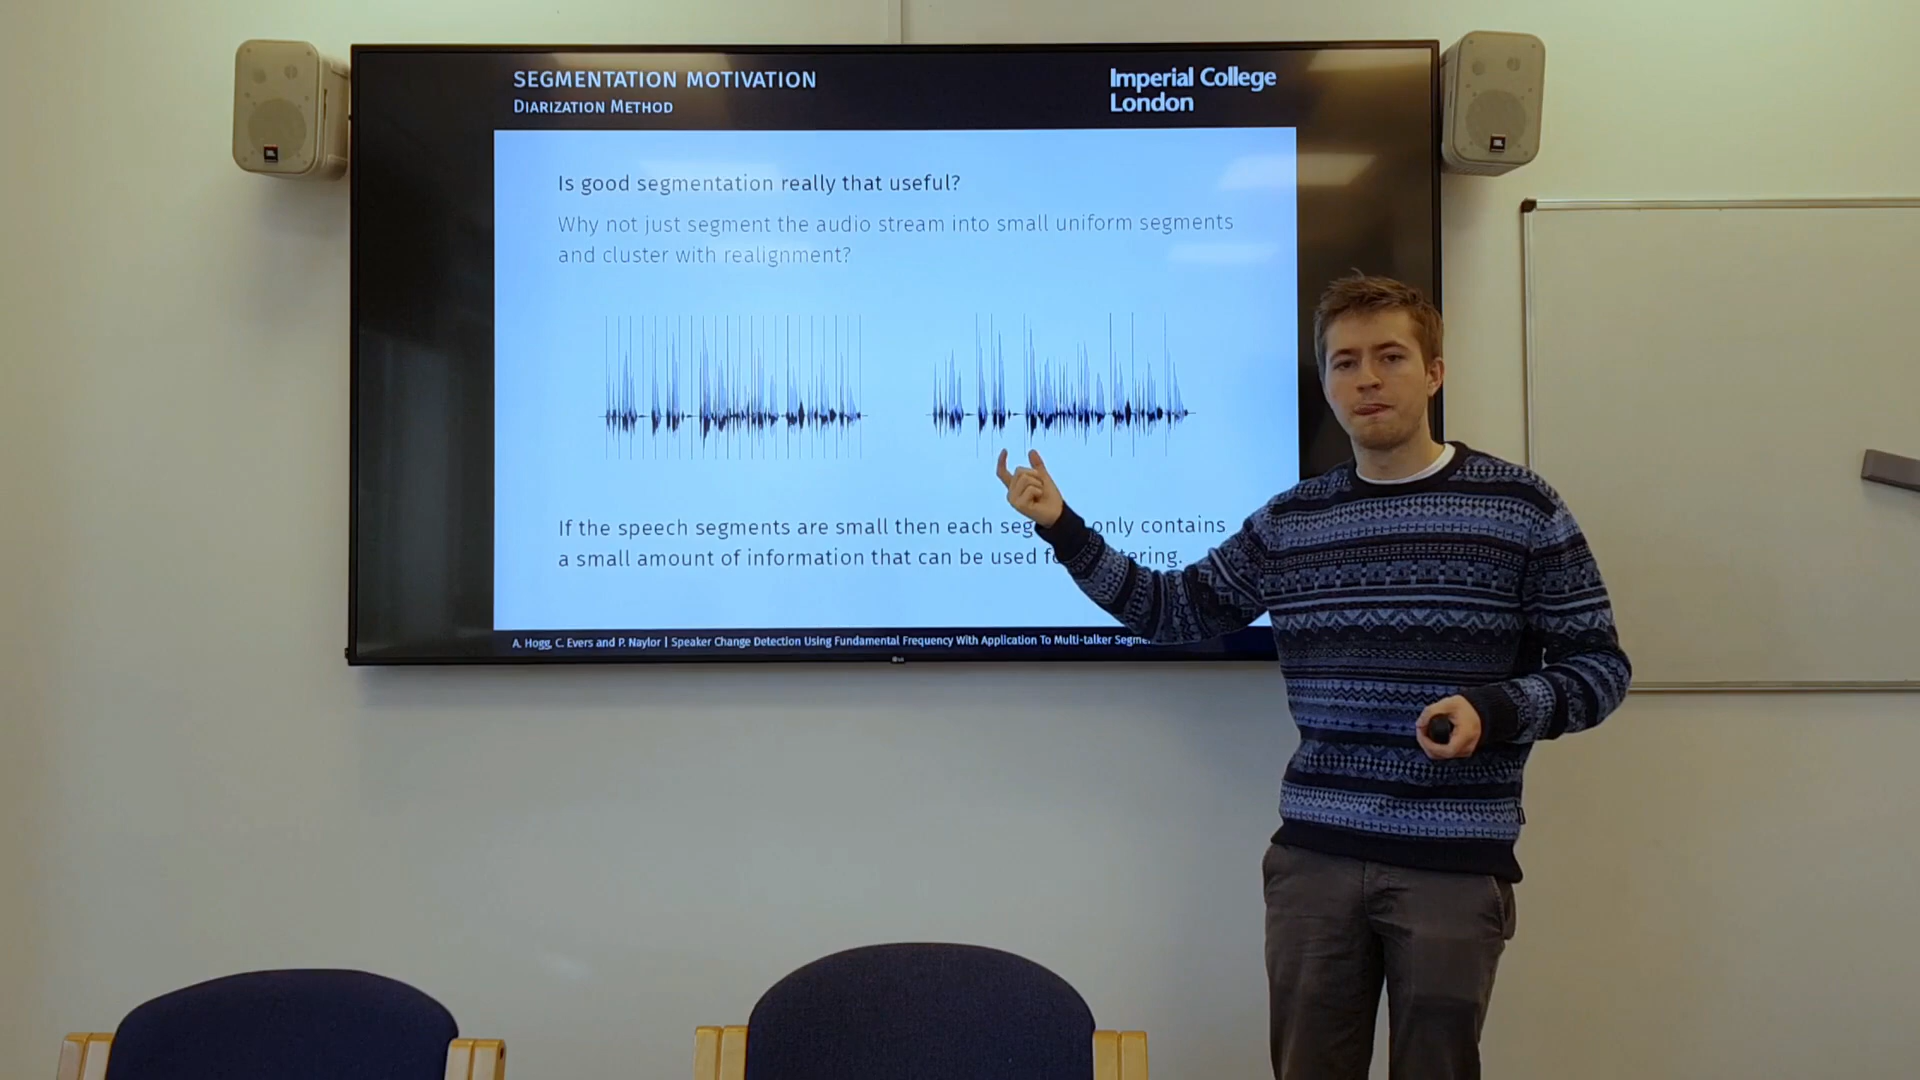 SEGMENTATION MOTIVATION
DIARIZATION METHOD
Imperial College
London
Is good segmentation really that useful?
Why not just segment the audio stream into small uniform segments
and cluster with realignment?
If the speech segments are small then each seg only contains
a small amount of information that can be used
A. Hogg, C. Evers and P. Naylor | Speaker Change Detection Using Fundamental Frequency With Application To Multi-talker
JBL
JBL
LG